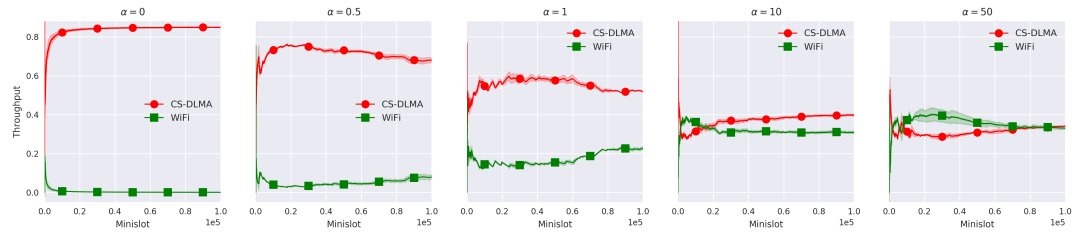 α = 0
α = 0.5
α = 1
α = 10
α = 50
Throughput
0.8
0.6
0.4
0.2
0.0
CS-DLMA
WiFi
CS-DLMA
WiFi
CS-DLMA
WiFi
CS-DLMA
WiFi
CS-DLMA
WiFi
0.0 0.2 0.4 0.6 0.8 1.0
Minislot 1e5
0.0 0.2 0.4 0.6 0.8 1.0
Minislot 1e5
0.0 0.2 0.4 0.6 0.8 1.0
Minislot 1e5
0.0 0.2 0.4 0.6 0.8 1.0
Minislot 1e5
0.0 0.2 0.4 0.6 0.8 1.0
Minislot 1e5